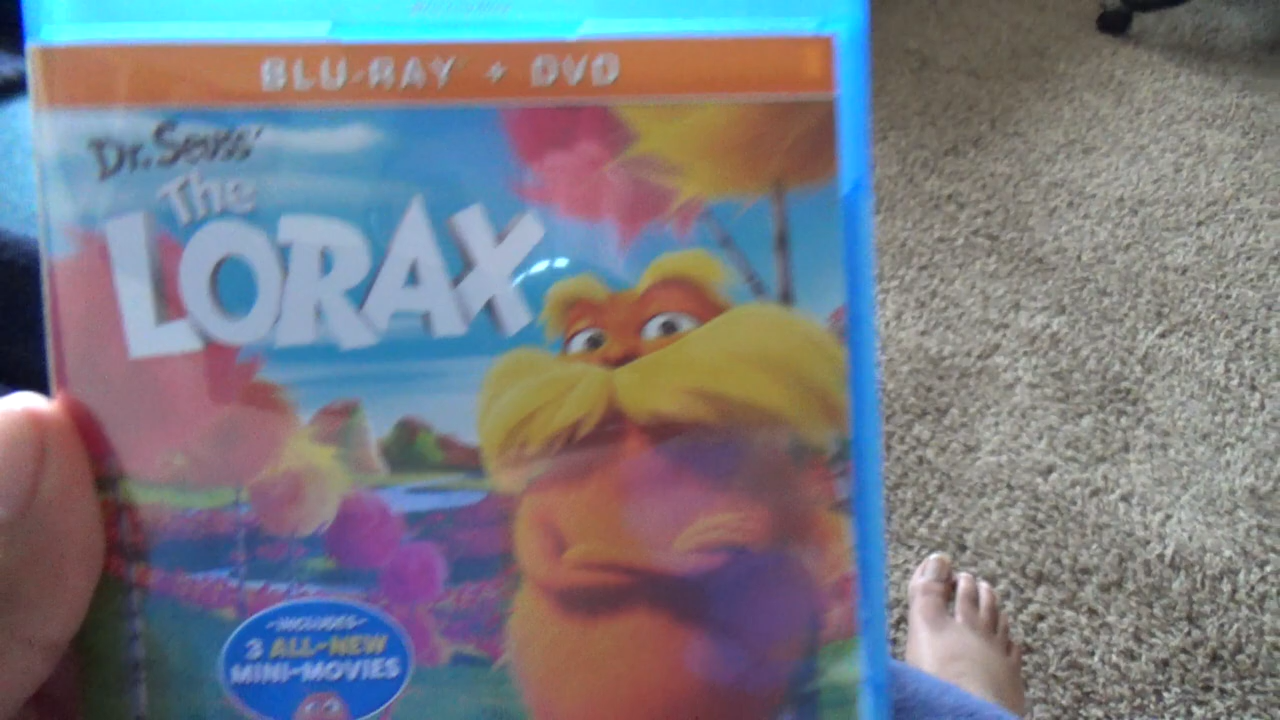 BLU-RAY + DVD
Dr. Seuss'
The
LORAX
-INCLUDES-
3 ALL-NEW
MINI-MOVIES